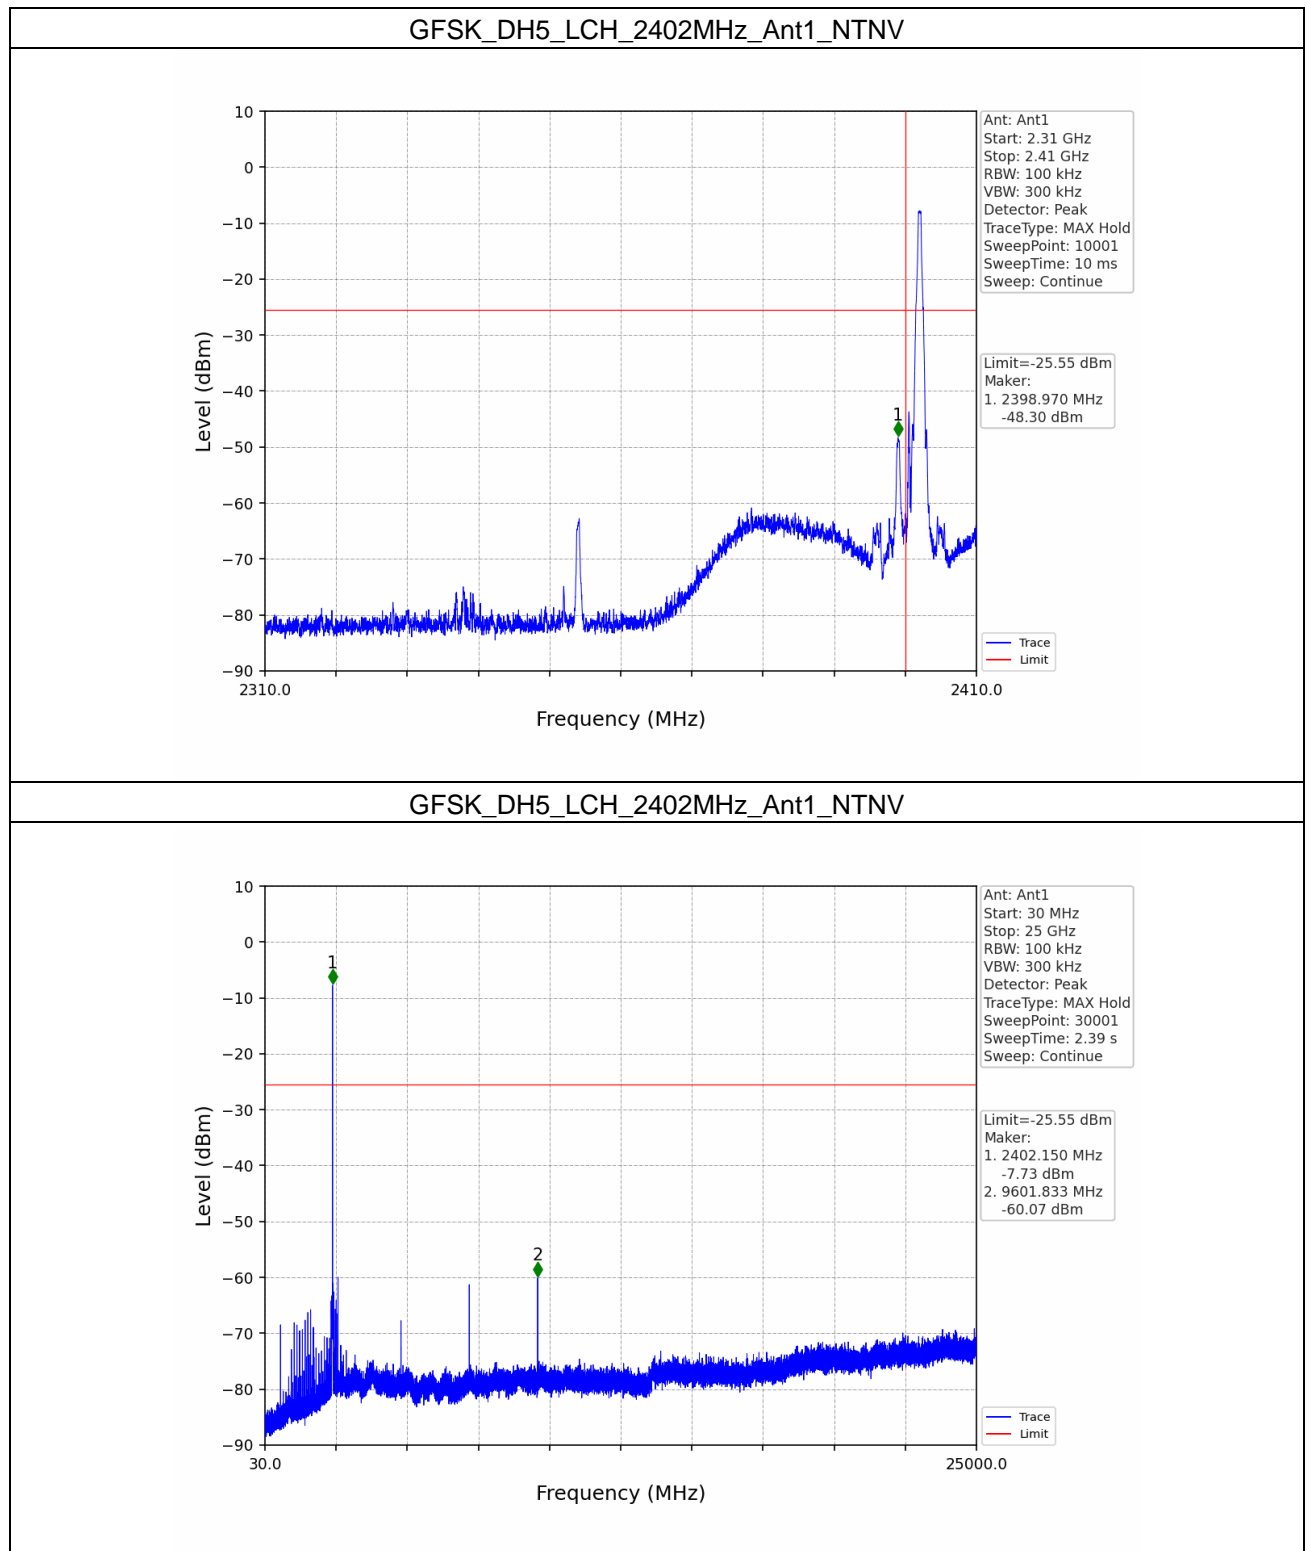 GFSK_DH5_LCH_2402MHz_Ant1_NTNV
10
0
−10
−20
−30
−40
−50
−60
−70
−80
−90
Level (dBm)
2310.0
2410.0
Frequency (MHz)
1
Ant: Ant1
Start: 2.31 GHz
Stop: 2.41 GHz
RBW: 100 kHz
VBW: 300 kHz
Detector: Peak
TraceType: MAX Hold
SweepPoint: 10001
SweepTime: 10 ms
Sweep: Continue
Limit=-25.55 dBm
Maker:
1. 2398.970 MHz
-48.30 dBm
Trace
Limit
GFSK_DH5_LCH_2402MHz_Ant1_NTNV
10
0
−10
−20
−30
−40
−50
−60
−70
−80
−90
Level (dBm)
30.0
25000.0
Frequency (MHz)
1
2
Ant: Ant1
Start: 30 MHz
Stop: 25 GHz
RBW: 100 kHz
VBW: 300 kHz
Detector: Peak
TraceType: MAX Hold
SweepPoint: 30001
SweepTime: 2.39 s
Sweep: Continue
Limit=-25.55 dBm
Maker:
1. 2402.150 MHz
-7.73 dBm
2. 9601.833 MHz
-60.07 dBm
Trace
Limit